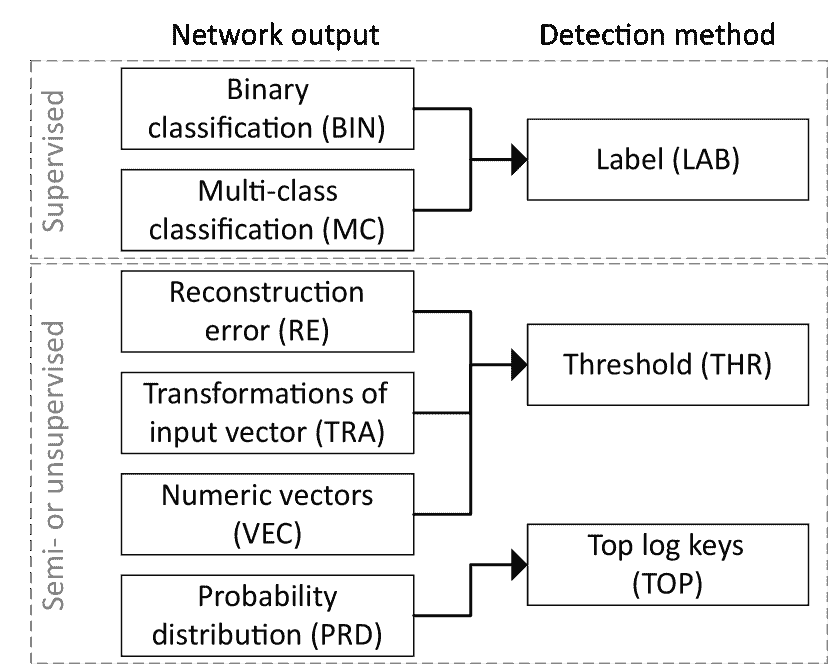 Network output
Detection method
Supervised
Binary
classification (BIN)
Multi-class
classification (MC)
Label (LAB)
Semi- or unsupervised
Reconstruction
error (RE)
Transformations of
input vector (TRA)
Numeric vectors
(VEC)
Probability
distribution (PRD)
Threshold (THR)
Top log keys
(TOP)